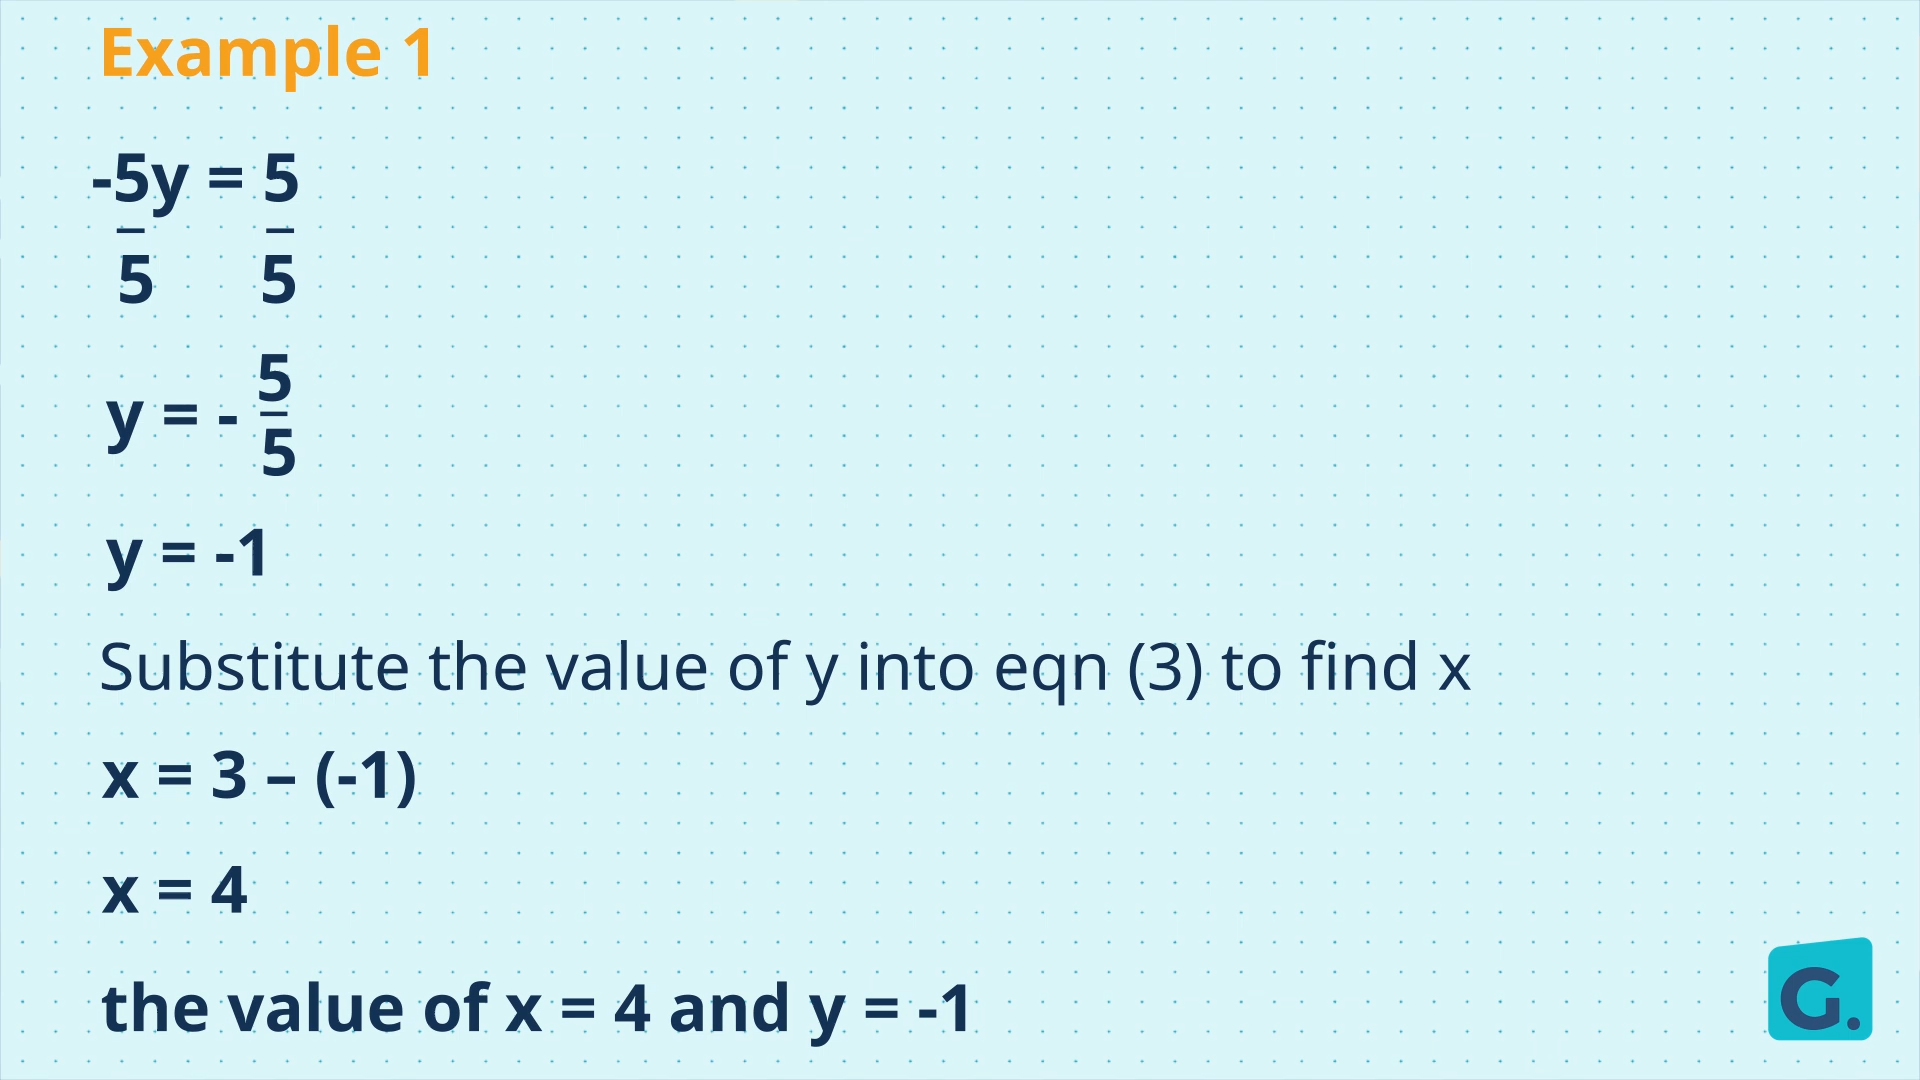 Example 1
-5y = 5
5 5
y = - 5
5
y = -1
Substitute the value of y into eqn (3) to find x
x = 3 – (-1)
x = 4
the value of x = 4 and y = -1
G.